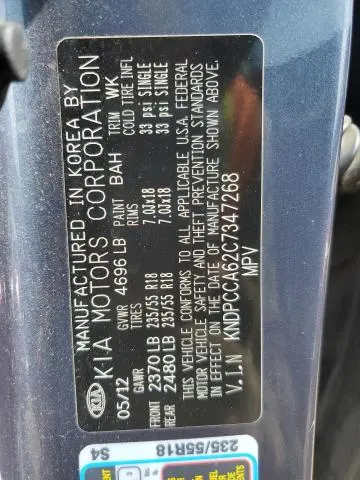 MANUFACTURED IN KOREA BY
KIA KIA MOTORS CORPORATION
05/12 GVWR 4696 LB PAINT BAH TRIM WK
GAWR TIRES RIMS COLD TIRE INFL
FRONT 2370 LB 235/55 R18 7.0JX18 33 psi SINGLE
REAR 2480 LB 235/55 R18 7.0JX18 33 psi SINGLE
THIS VEHICLE CONFORMS TO ALL APPLICABLE U.S.A. FEDERAL
MOTOR VEHICLE SAFETY AND THEFT PREVENTION STANDARDS
IN EFFECT ON THE DATE OF MANUFACTURE SHOWN ABOVE.
V.I.N KNDPCCA62C7347268
MPV
S4 235/55R18